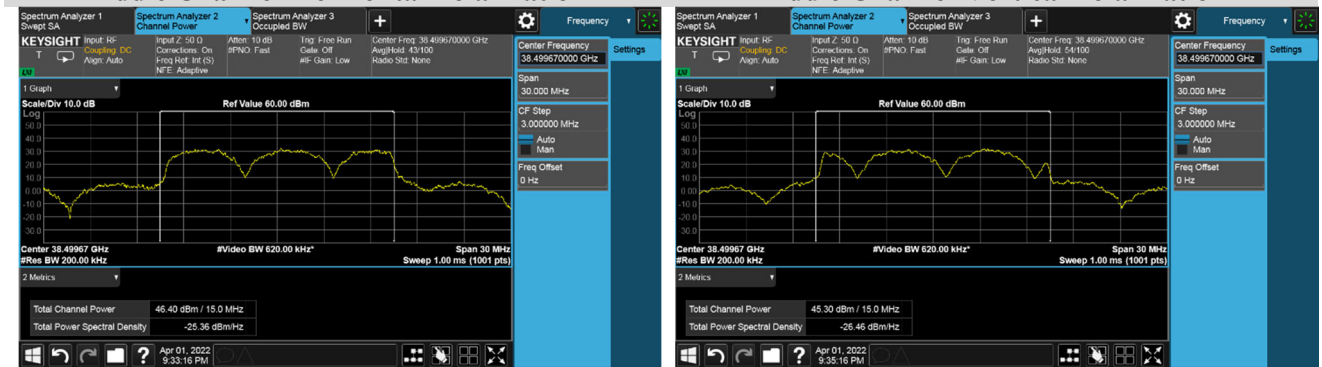 Spectrum Analyzer 1
Swept SA
Spectrum Analyzer 2
Channel Power
Spectrum Analyzer 3
Occupied BW
Frequency
KEYSIGHT
T
Input: RF
Coupling: DC
Align: Auto
Input Z: 50 Ω
Corrections: On
Freq Ref: Int (S)
NFE: Adaptive
Atten: 10 dB
#PNO: Fast
Trig: Free Run
Gate: Off
#IF Gain: Low
Center Freq: 38.499670000 GHz
Avg|Hold: 43/100
Radio Std: None
Center Frequency
38.499670000 GHz
Settings
Span
30.000 MHz
CF Step
3.000000 MHz
Auto
Man
Freq Offset
0 Hz
1 Graph
Scale/Div 10.0 dB
Ref Value 60.00 dBm
Log
50.0
40.0
30.0
20.0
10.0
0.00
-10.0
-20.0
-30.0
Center 38.49967 GHz
#Video BW 620.00 kHz*
Span 30 MHz
#Res BW 200.00 kHz
Sweep 1.00 ms (1001 pts)
2 Metrics
Total Channel Power 46.40 dBm / 15.0 MHz
Total Power Spectral Density -25.36 dBm/Hz
?
Apr 01, 2022
9:33:16 PM
Spectrum Analyzer 1
Swept SA
Spectrum Analyzer 2
Channel Power
Spectrum Analyzer 3
Occupied BW
Frequency
KEYSIGHT
T
Input: RF
Coupling: DC
Align: Auto
Input Z: 50 Ω
Corrections: On
Freq Ref: Int (S)
NFE: Adaptive
Atten: 10 dB
#PNO: Fast
Trig: Free Run
Gate: Off
#IF Gain: Low
Center Freq: 38.499670000 GHz
Avg|Hold: 54/100
Radio Std: None
Center Frequency
38.499670000 GHz
Settings
Span
30.000 MHz
CF Step
3.000000 MHz
Auto
Man
Freq Offset
0 Hz
1 Graph
Scale/Div 10.0 dB
Ref Value 60.00 dBm
Log
50.0
40.0
30.0
20.0
10.0
0.00
-10.0
-20.0
-30.0
Center 38.49967 GHz
#Video BW 620.00 kHz*
Span 30 MHz
#Res BW 200.00 kHz
Sweep 1.00 ms (1001 pts)
2 Metrics
Total Channel Power 45.30 dBm / 15.0 MHz
Total Power Spectral Density -26.46 dBm/Hz
?
Apr 01, 2022
9:35:16 PM